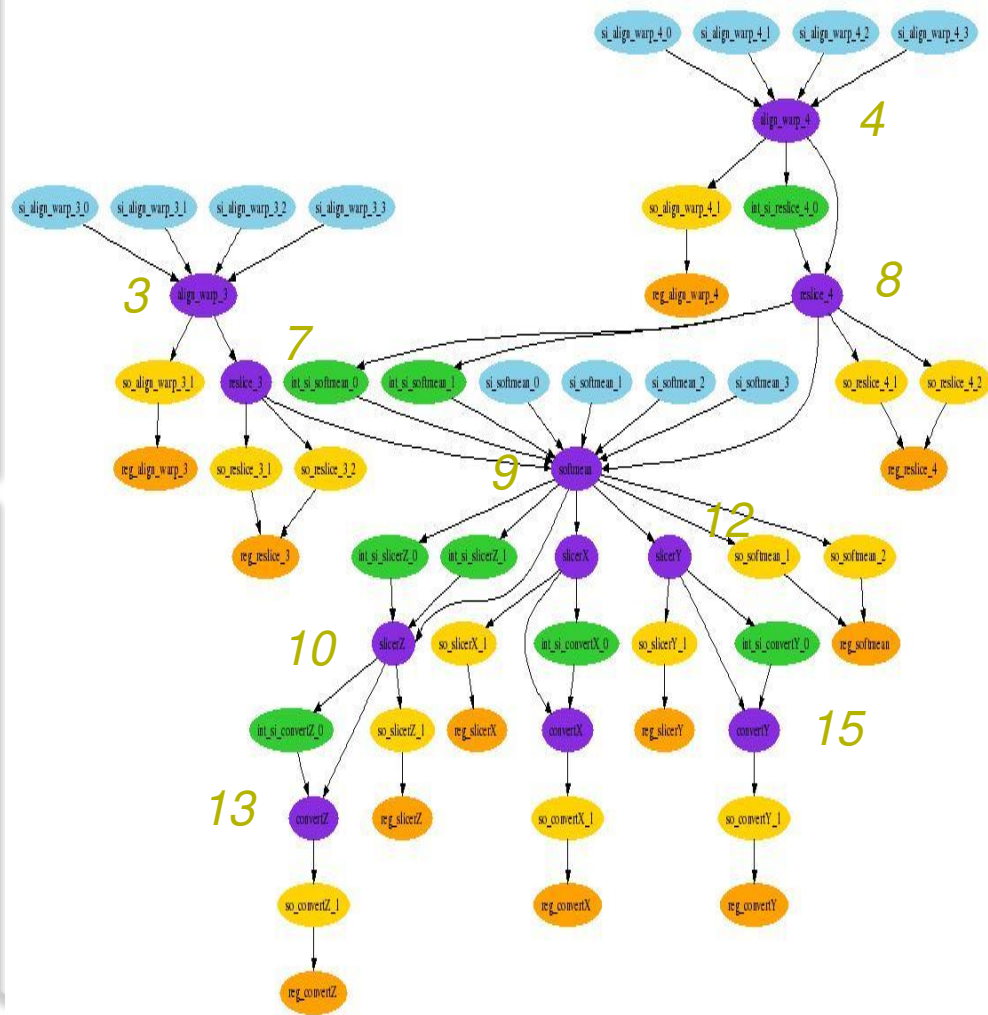 si_align_warp_4_0 si_align_warp_4_1 si_align_warp_4_2 si_align_warp_4_3
align_warp_4 4
si_align_warp_3_0 si_align_warp_3_1 si_align_warp_3_2 si_align_warp_3_3 so_align_warp_4_1 int_si_reslice_4_0
3 align_warp_3 reg_align_warp_4 reslice_4 8
7
so_align_warp_3_1 reslice_3 int_si_softmean_0 int_si_softmean_1 si_softmean_0 si_softmean_1 si_softmean_2 si_softmean_3 so_reslice_4_1 so_reslice_4_2
reg_align_warp_3 so_reslice_3_1 so_reslice_3_2 9 softmean reg_reslice_4
12
reg_reslice_3 int_si_slicerZ_0 int_si_slicerZ_1 slicerX slicerY so_softmean_1 so_softmean_2
10 slicerZ so_slicerX_1 int_si_convertX_0 so_slicerY_1 int_si_convertY_0 reg_softmean
int_si_convertZ_0 so_slicerZ_1 reg_slicerX convertX reg_slicerY convertY 15
13 convertZ reg_slicerZ so_convertX_1 so_convertY_1
so_convertZ_1 reg_convertX reg_convertY
reg_convertZ